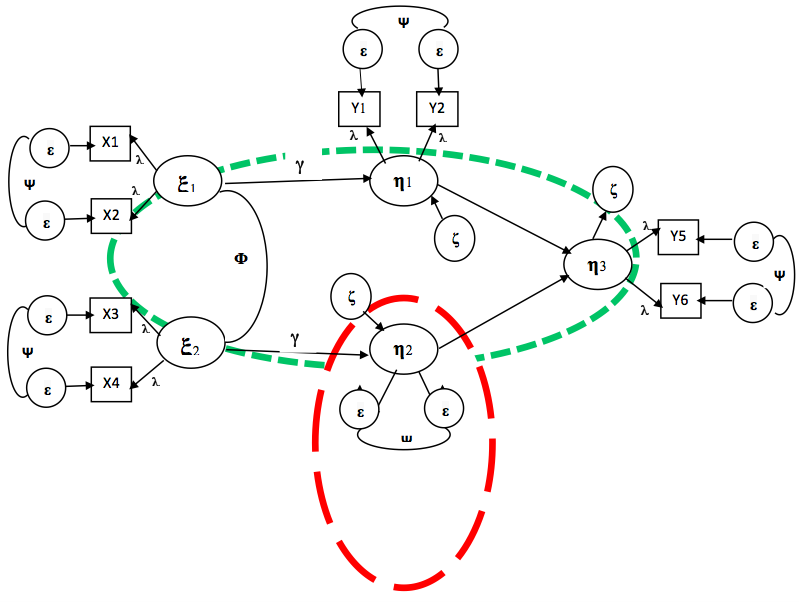 Ψ
ε ε
Y1 Y2
λ λ
X1
ε
λ
γ
ξ1
η1
ζ
Ψ
λ
X2
ε
ζ
λ
Y5
ε
Φ
η3
Ψ
ζ
λ
Y6
ε
X3
ε
λ
γ
ξ2
η2
Ψ
λ
X4
ε
ε ε